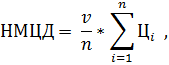 НМЦД = v/n * ∑_{i=1}^{n} Ц_i ,